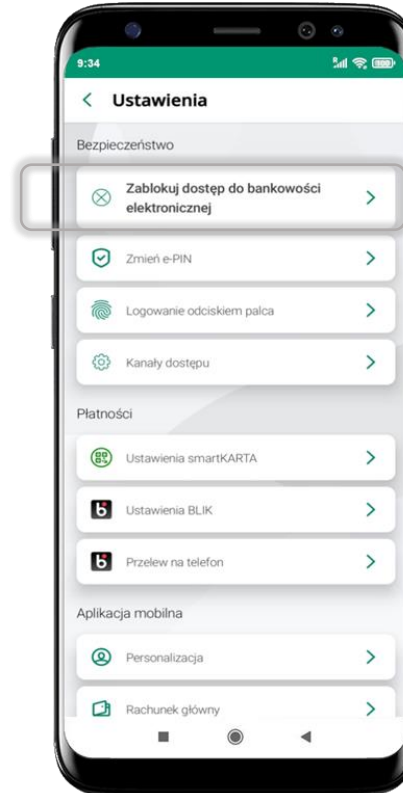 9:34
Ustawienia
Bezpieczeństwo
Zablokuj dostęp do bankowości
elektronicznej
Zmień e-PIN
Logowanie odciskiem palca
Kanały dostępu
Płatności
Ustawienia smartKARTA
Ustawienia BLIK
Przelew na telefon
Aplikacja mobilna
Personalizacja
Rachunek główny